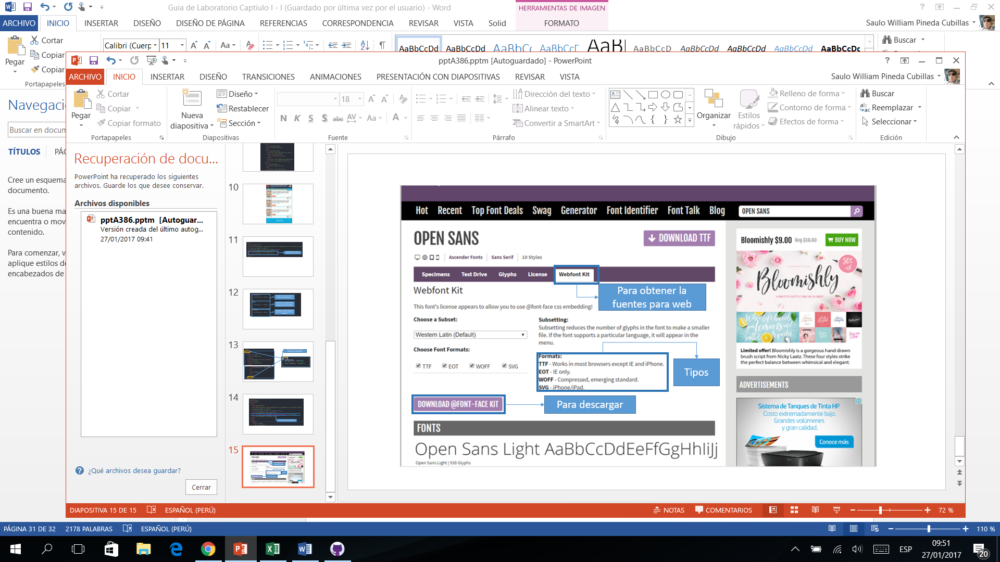 Guia de Laboratorio Captiulo I - I (Guardado por última vez por el usuario) - Word
HERRAMIENTAS DE IMAGEN
ARCHIVO INICIO INSERTAR DISEÑO DISEÑO DE PÁGINA REFERENCIAS CORRESPONDENCIA REVISAR VISTA Solid FORMATO
Saulo William Pineda Cubillas
Pegar
Cortar
Copiar
Copiar
Portapapeles
Calibri (Cuerp 11
AaBbCcDd AaBbCcDd AaBbC AaBbCcD AaB AaBbCcD AaBbCcDd AaBbCcDd AaBbCcDd AaBbCcDc
Buscar
pptA386.pptm [Autoguardado] - PowerPoint
ARCHIVO INICIO INSERTAR DISEÑO TRANSICIONES ANIMACIONES PRESENTACIÓN CON DIAPOSITIVAS REVISAR VISTA
Saulo William Pineda Cubillas
Pegar
Cortar
Copiar
Copiar formato
Portapapeles
Nueva
diapositiva
Diseño
Restablecer
Sección
Diapositivas
18
N K S S abc AV Aa A
Fuente
Dirección del texto
Alinear texto
Convertir a SmartArt
Párrafo
Organizar
Estilos
rápidos
Relleno de forma
Contorno de forma
Efectos de forma
Dibujo
Buscar
Reemplazar
Seleccionar
Edición
Navegació
Buscar en docum
TÍTULOS PÁG
Cree un esquema
documento.
Es una buena ma
encuentra o mov
contenido.
Para comenzar, v
aplique estilos de
encabezados de
Recuperación de docu...
PowerPoint ha recuperado los siguientes
archivos. Guarde los que desee conservar.
Archivos disponibles
pptA386.pptm [Autoguar...
Versión creada del último autog...
27/01/2017 09:41
¿Qué archivos desea guardar?
Cerrar
10
11
12
13
14
15
Hot Recent Top Font Deals Swag Generator Font Identifier Font Talk Blog
OPEN SANS
OPEN SANS
DOWNLOAD TTF
Ascender Fonts Sans Serif 10 Styles
Specimens Test Drive Glyphs License Webfont Kit
Webfont Kit
Para obtener la
fuentes para web
This font's license appears to allow you to use @font-face css embedding!
Choose a Subset:
Western Latin (Default)
Choose Font Formats:
TTF EOT WOFF SVG
Subsetting:
Subsetting reduces the number of glyphs in the font to make a smaller
file. If the font supports a particular language, it will appear in the
menu.
Formats:
TTF - Works in most browsers except IE and iPhone.
EOT - IE only.
WOFF - Compressed, emerging standard.
SVG - iPhone/iPad.
Tipos
DOWNLOAD @FONT-FACE KIT
Para descargar
FONTS
Open Sans Light AaBbCcDdEeFfGgHhIiJj
Open Sans Light | 938 Glyphs
Bloomishly $9.00 Reg $18.00 BUY NOW
50% off
INTRODUCING
Bloomishly
A PRETTY LITTLE BRUSH SCRIPT
Limited offer! Bloomishly is a gorgeous hand drawn
brush script from Nicky Laatz. These four styles strike
the perfect balance between whimsical and elegant.
ADVERTISEMENTS
Sistema de Tanques de Tinta HP
Costo extremadamente bajo.
Grandes volúmenes
y gran calidad.
Conoce más
DIAPOSITIVA 15 DE 15 ESPAÑOL (PERÚ) NOTAS COMENTARIOS 72 %
PÁGINA 31 DE 32 2178 PALABRAS ESPAÑOL (PERÚ) 110 %
ESP
09:51
27/01/2017
20